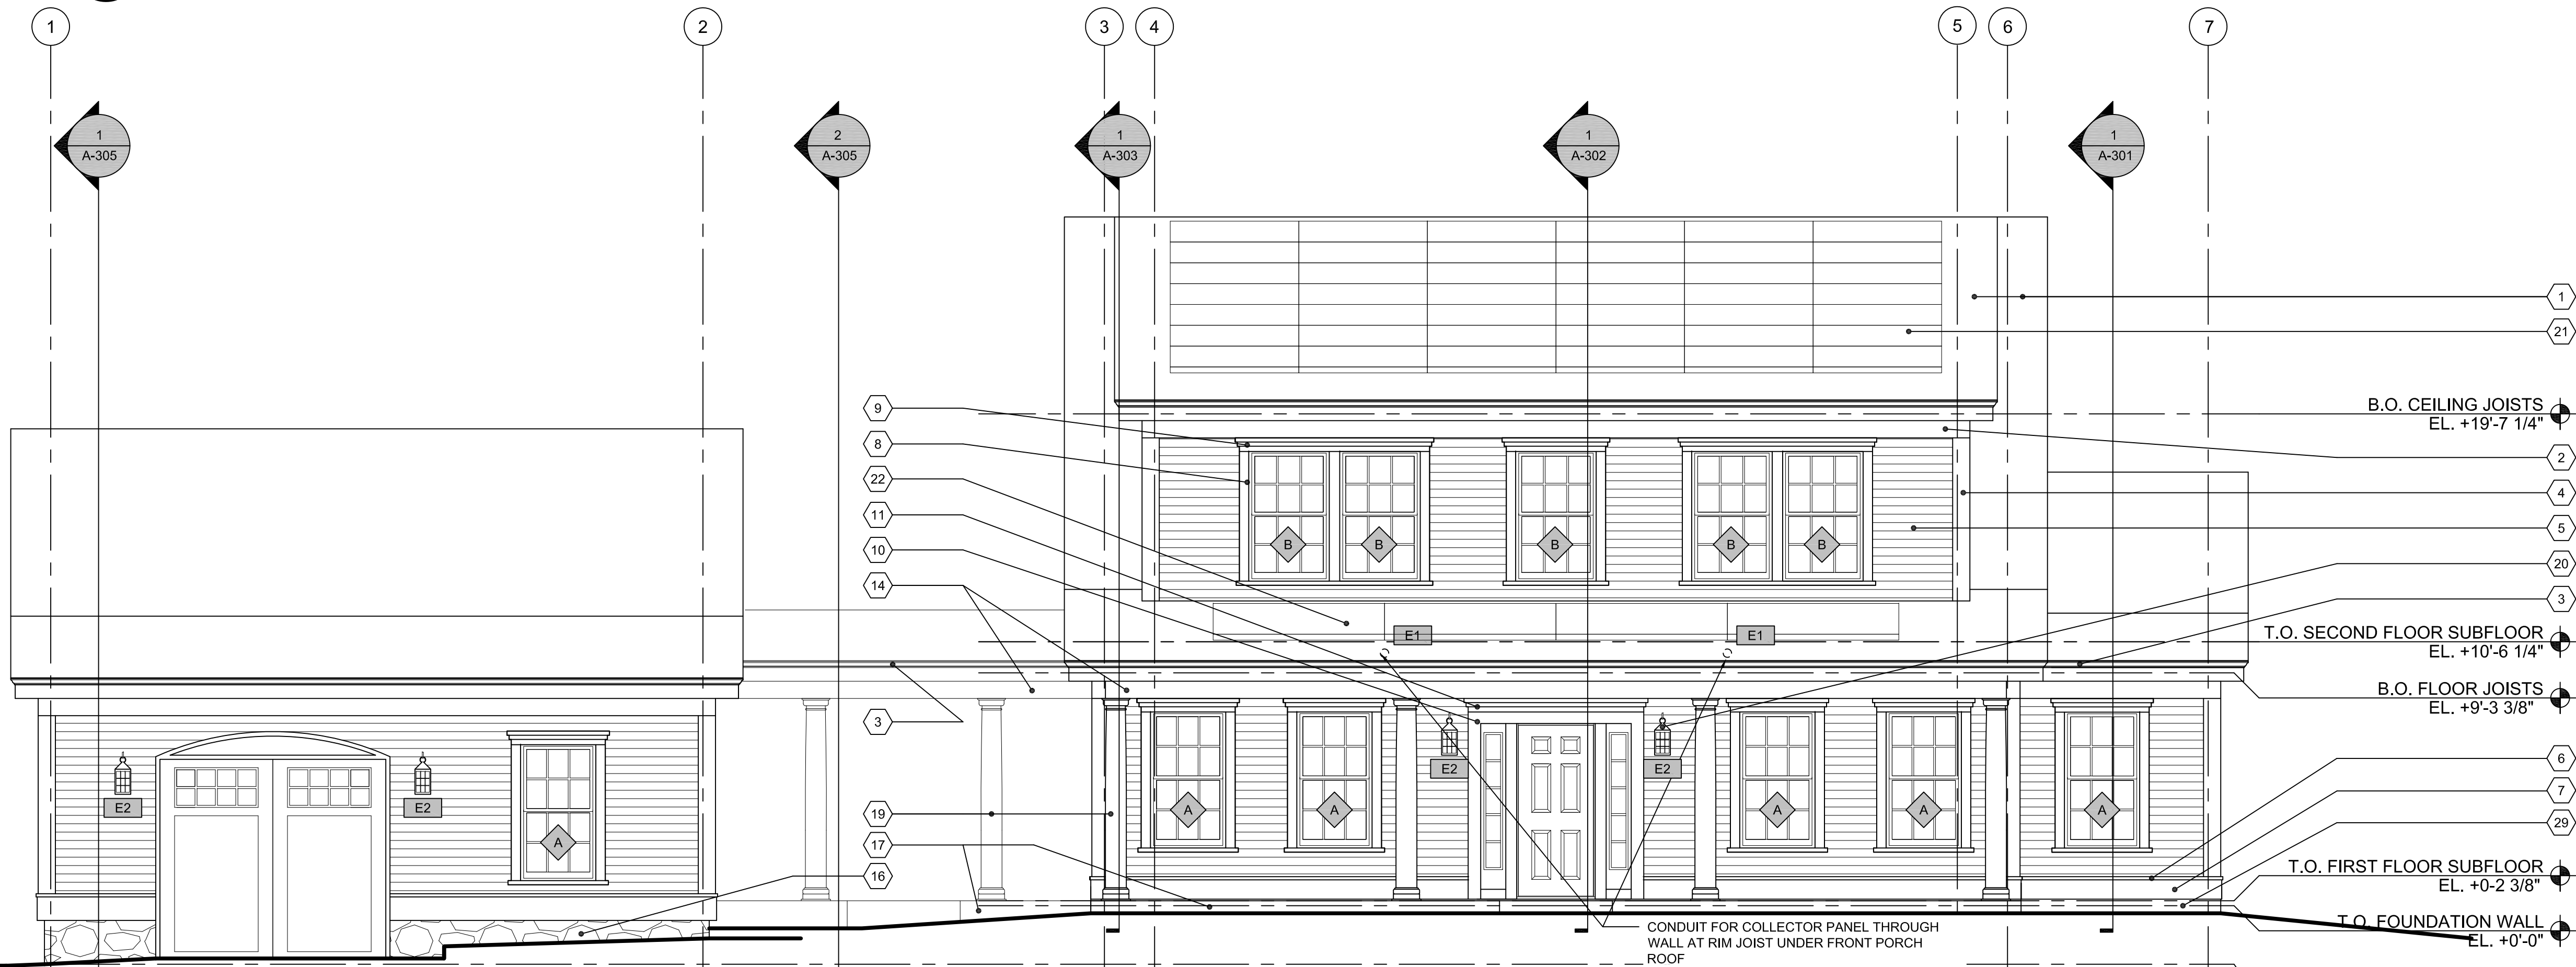 1
2
3
4
5
6
7
1
A-305
2
A-305
1
A-303
1
A-302
1
A-301
1
21
9
B.O. CEILING JOISTS
EL. +19'-7 1/4"
8
2
22
4
11
B
B
B
B
B
5
10
20
14
3
E1
E1
T.O. SECOND FLOOR SUBFLOOR
EL. +10'-6 1/4"
B.O. FLOOR JOISTS
EL. +9'-3 3/8"
3
6
E2
E2
E2
E2
7
A
A
A
A
A
A
19
29
17
16
T.O. FIRST FLOOR SUBFLOOR
EL. +0-2 3/8"
CONDUIT FOR COLLECTOR PANEL THROUGH
WALL AT RIM JOIST UNDER FRONT PORCH
ROOF
T.O. FOUNDATION WALL
EL. +0'-0"